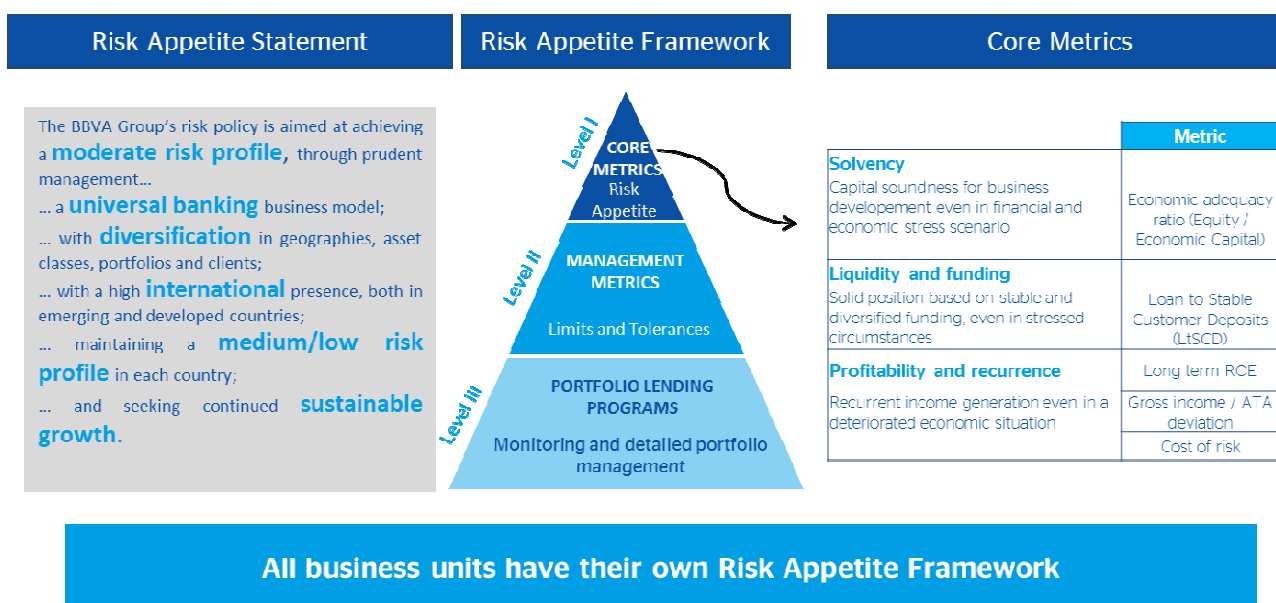 Risk Appetite Statement
Risk Appetite Framework
Core Metrics
The BBVA Group's risk policy is aimed at achieving
a moderate risk profile, through prudent
management...
... a universal banking business model;
... with diversification in geographies, asset
classes, portfolios and clients;
... with a high international presence, both in
emerging and developed countries;
... maintaining a medium/low risk
profile in each country;
... and seeking continued sustainable
growth.
Level I
CORE
METRICS
Risk
Appetite
Level II
MANAGEMENT
METRICS
Limits and Tolerances
Level III
PORTFOLIO LENDING
PROGRAMS
Monitoring and detailed portfolio
management
Metric
Solvency
Capital soundness for business
developement even in financial and
economic stress scenario
Economic adequacy
ratio (Equity /
Economic Capital)
Liquidity and funding
Solid position based on stable and
diversified funding, even in stressed
circumstances
Loan to Stable
Customer Deposits
(LtSCD)
Profitability and recurrence
Recurrent income generation even in a
deteriorated economic situation
Long term ROE
Gross income / ATA
deviation
Cost of risk
All business units have their own Risk Appetite Framework